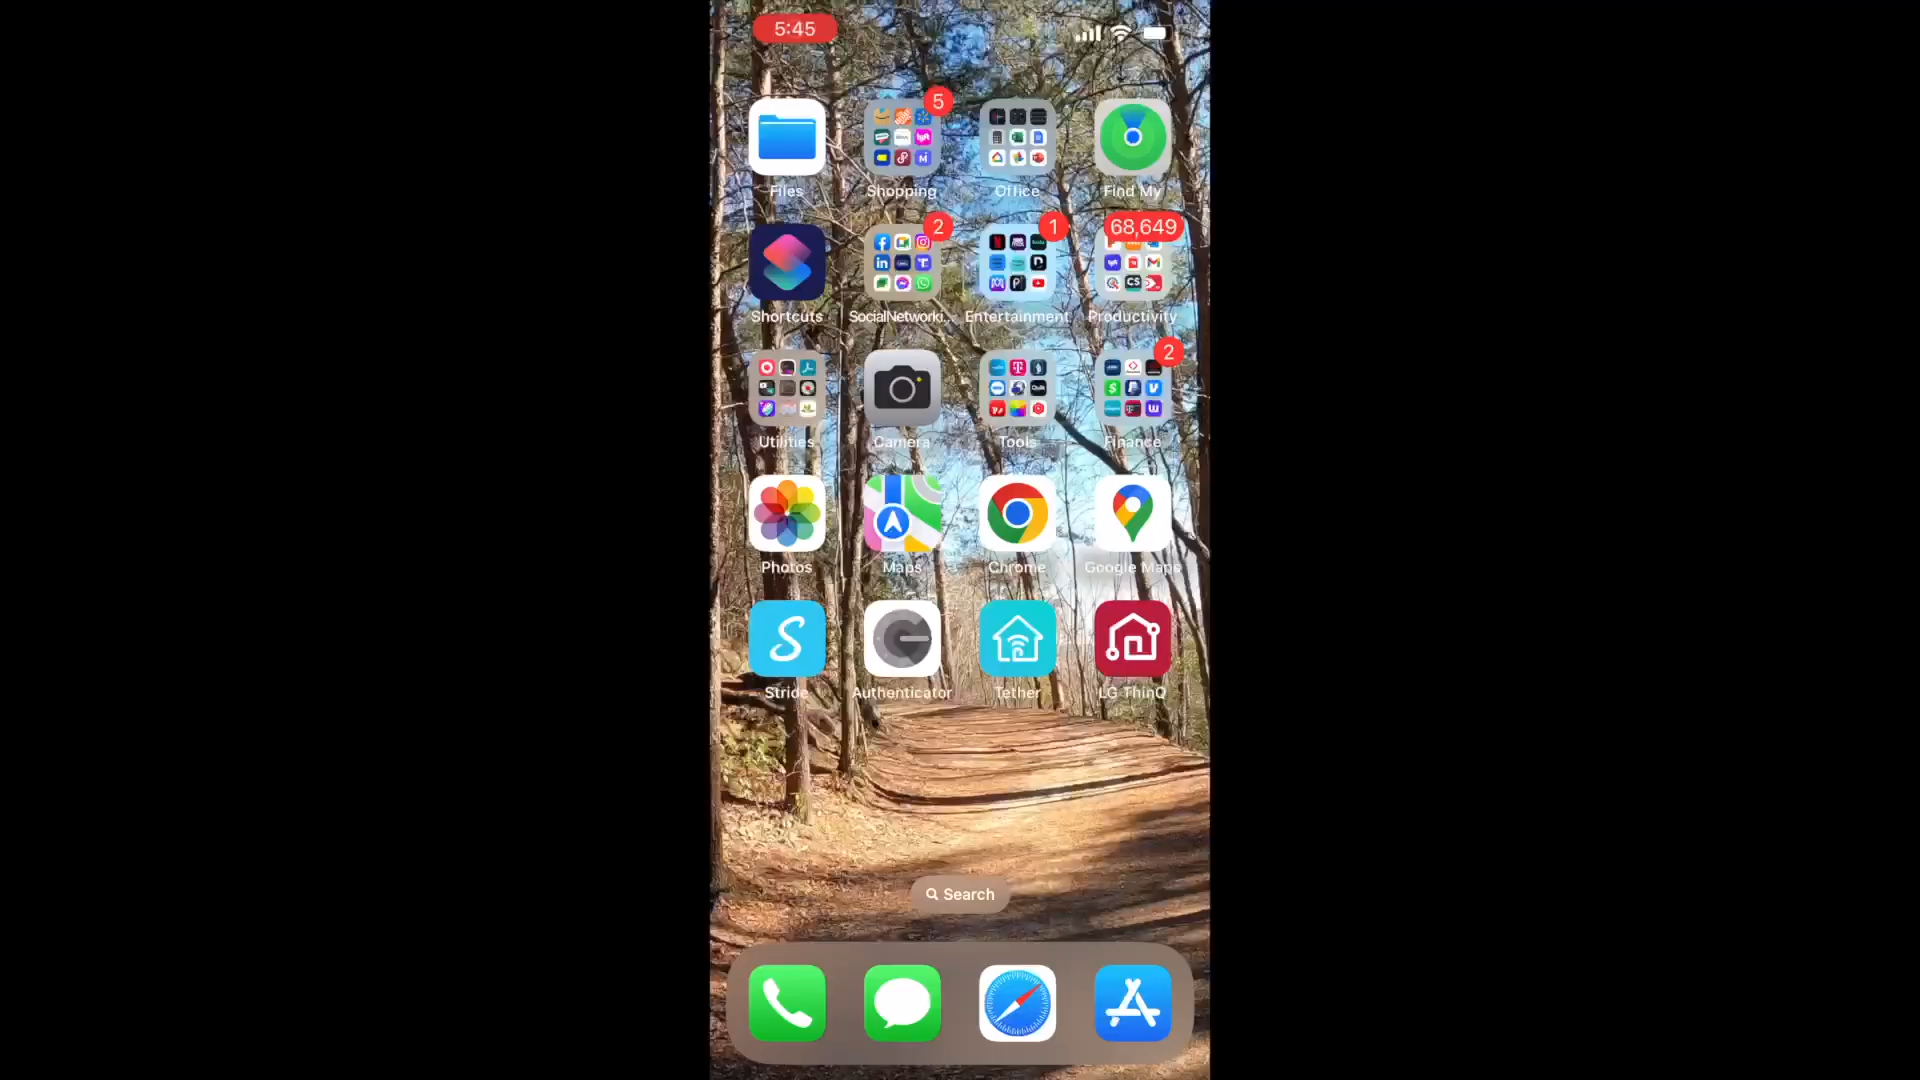 5:45
5
Files
Shopping
Office
Find My
2
1
68,649
Shortcuts
SocialNetworki...
Entertainment
Productivity
2
Utilities
Camera
Tools
Finance
Photos
Maps
Chrome
Google Maps
S
Stride
Authenticator
Tether
LG ThinQ
Search